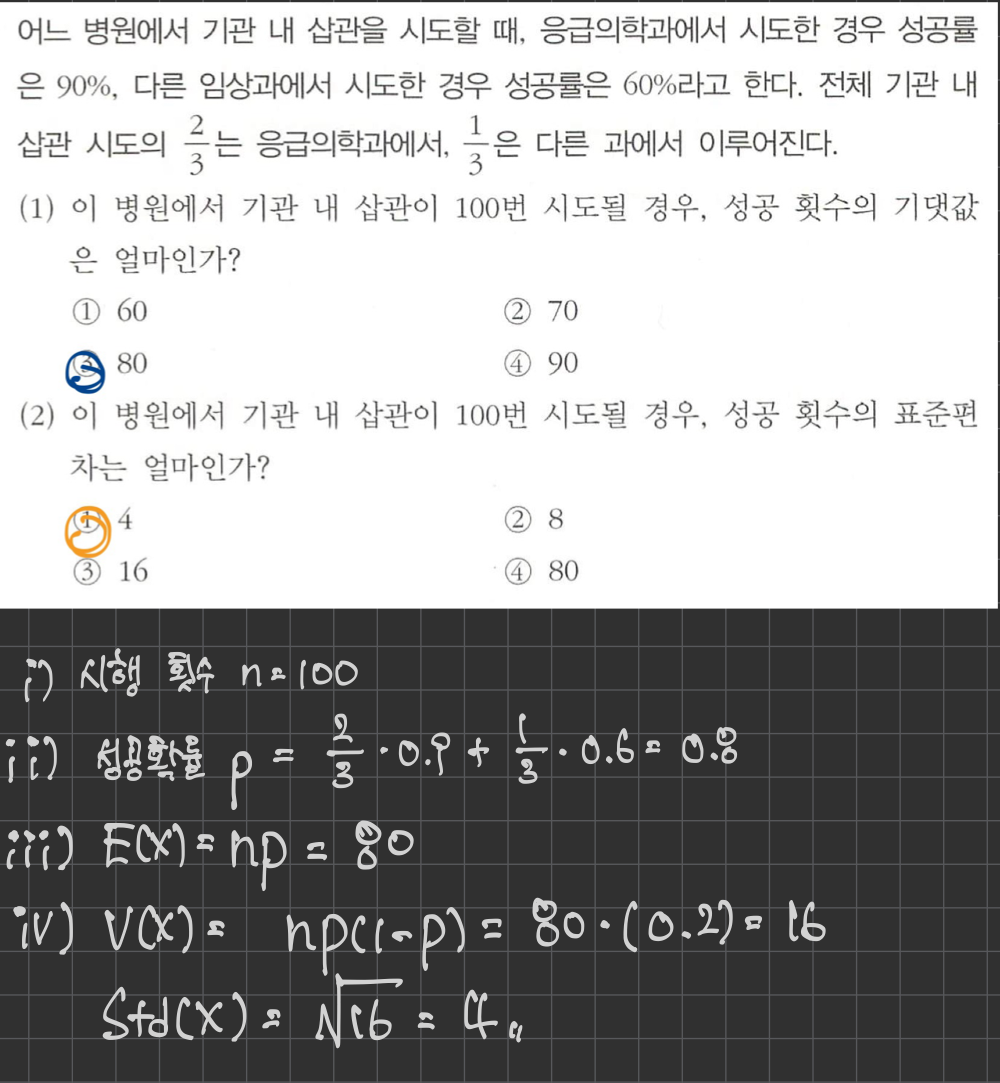 어느 병원에서 기관 내 삽관을 시도할 때, 응급의학과에서 시도한 경우 성공률
은 90%, 다른 임상과에서 시도한 경우 성공률은 60%라고 한다. 전체 기관 내
삽관 시도의 2/3는 응급의학과에서, 1/3은 다른 과에서 이루어진다.
(1) 이 병원에서 기관 내 삽관이 100번 시도될 경우, 성공 횟수의 기댓값
은 얼마인가?
① 60 ② 70
③ 80 ④ 90
(2) 이 병원에서 기관 내 삽관이 100번 시도될 경우, 성공 횟수의 표준편
차는 얼마인가?
① 4 ② 8
③ 16 ④ 80
i) 시행 횟수 n = 100
ii) 성공확률 p = 2/3 · 0.9 + 1/3 · 0.6 = 0.8
iii) E(X) = np = 80
iv) V(X) = np(1-p) = 80 · (0.2) = 16
Std(X) = √16 = 4〃